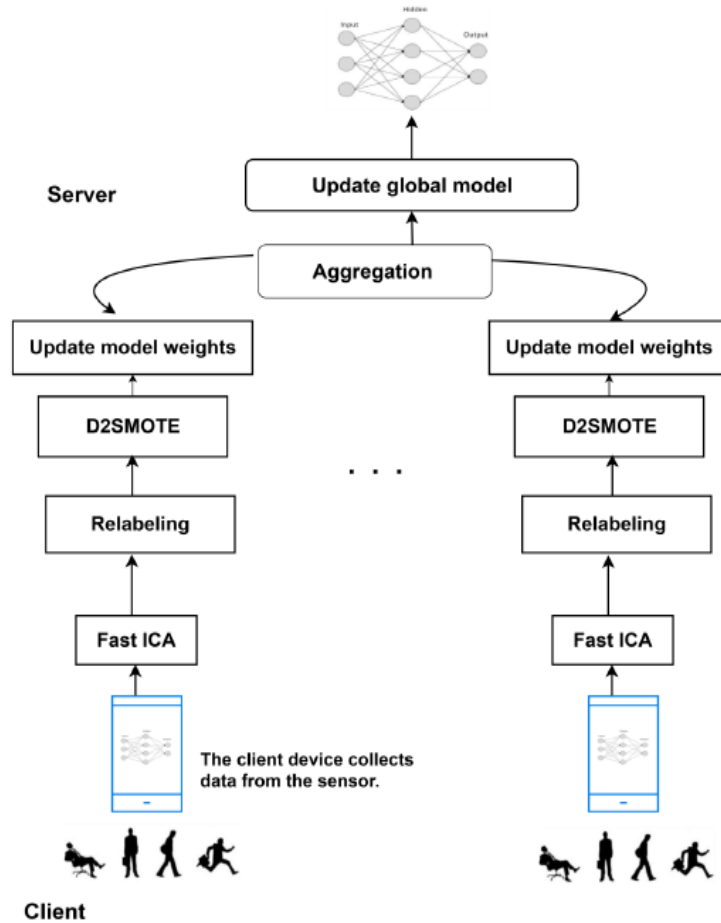 Hidden
Input
Output
Update global model
Server
Aggregation
Update model weights
Update model weights
D2SMOTE
D2SMOTE
. . .
Relabeling
Relabeling
Fast ICA
Fast ICA
The client device collects
data from the sensor.
Client